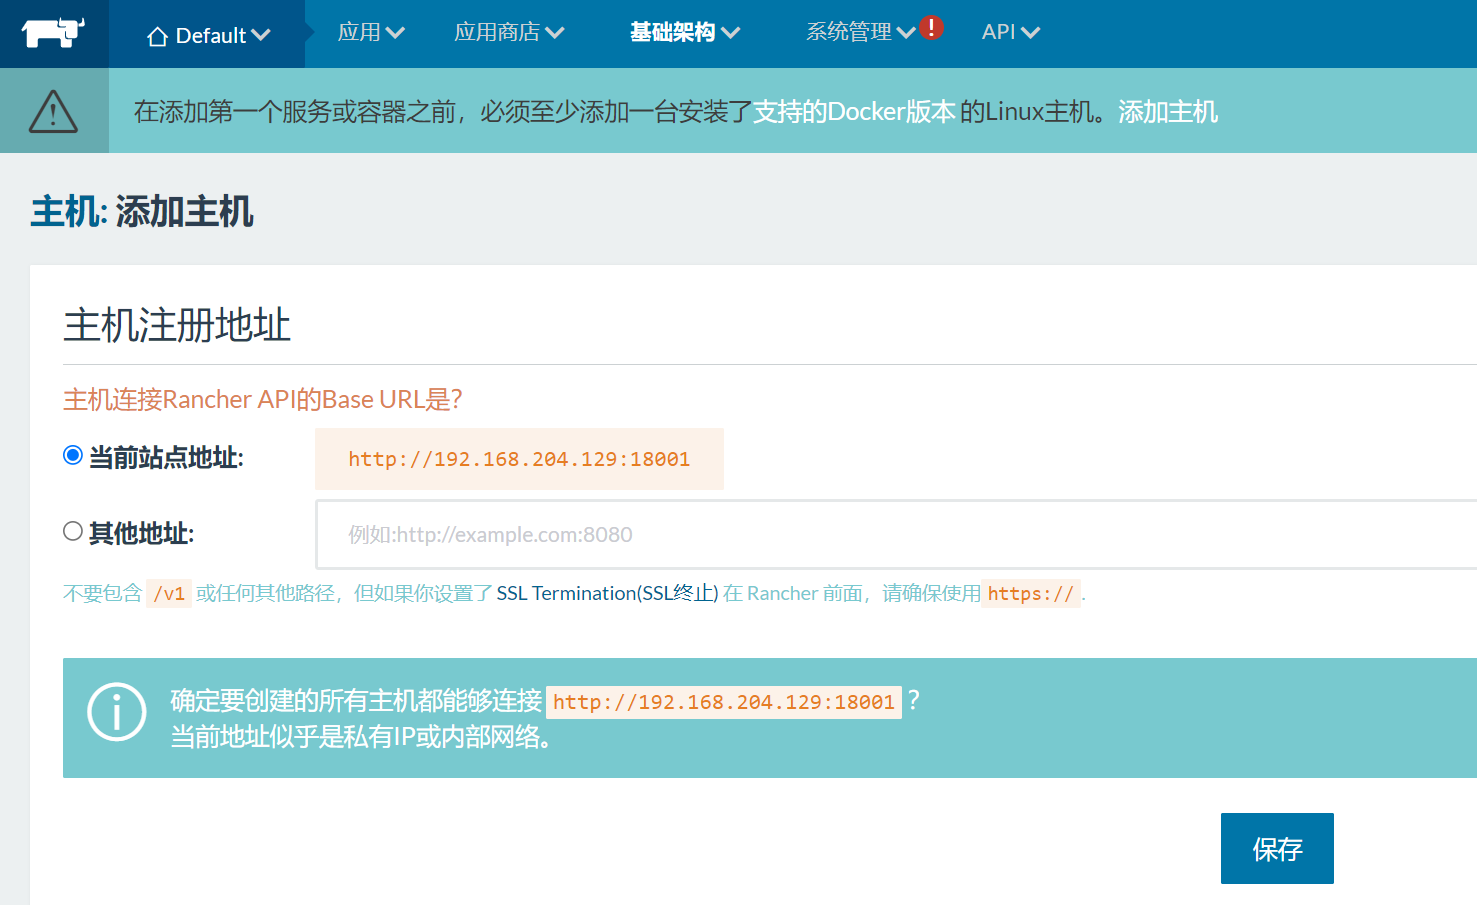 Default 应用 应用商店 基础架构 系统管理 ! API
在添加第一个服务或容器之前，必须至少添加一台安装了支持的Docker版本 的Linux主机。添加主机
主机: 添加主机
主机注册地址
主机连接Rancher API的Base URL是?
当前站点地址: http://192.168.204.129:18001
其他地址: 例如:http://example.com:8080
不要包含 /v1 或任何其他路径，但如果你设置了 SSL Termination(SSL终止) 在 Rancher 前面，请确保使用 https:// .
确定要创建的所有主机都能够连接 http://192.168.204.129:18001 ?
当前地址似乎是私有IP或内部网络。
保存